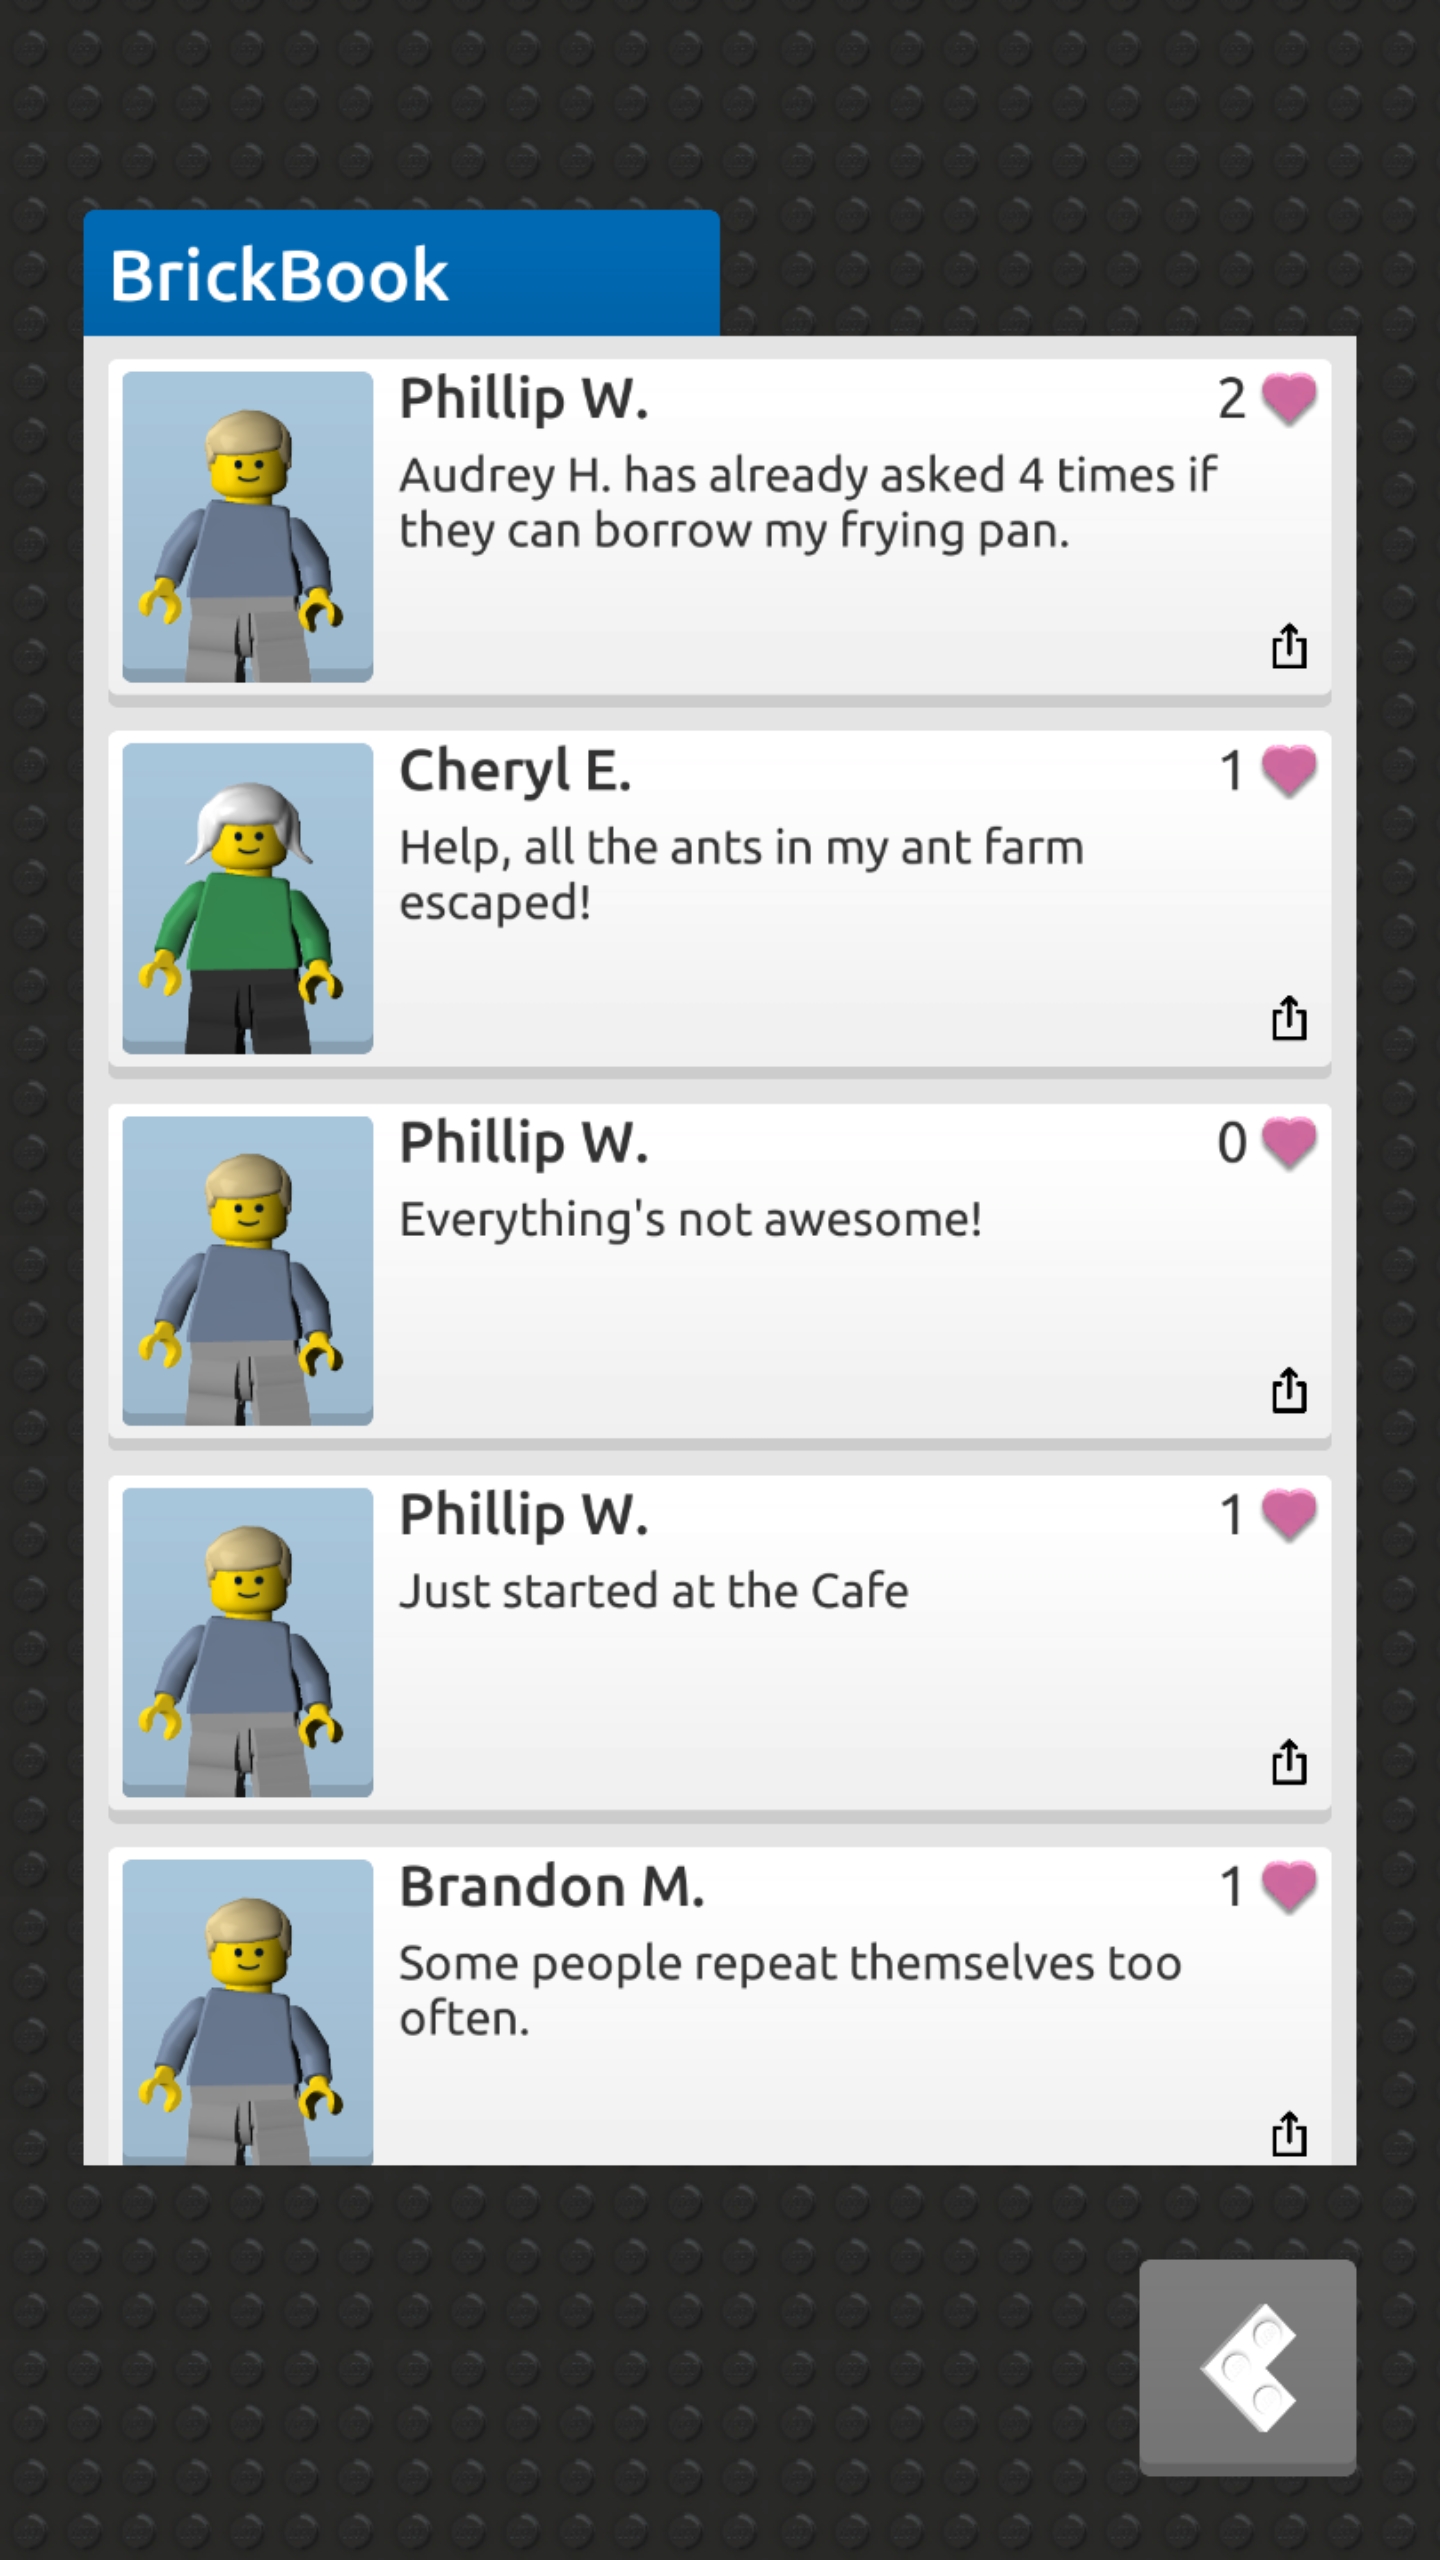 BrickBook
Phillip W.
2
Audrey H. has already asked 4 times if
they can borrow my frying pan.
Cheryl E.
1
Help, all the ants in my ant farm
escaped!
Phillip W.
0
Everything's not awesome!
Phillip W.
1
Just started at the Cafe
Brandon M.
1
Some people repeat themselves too
often.